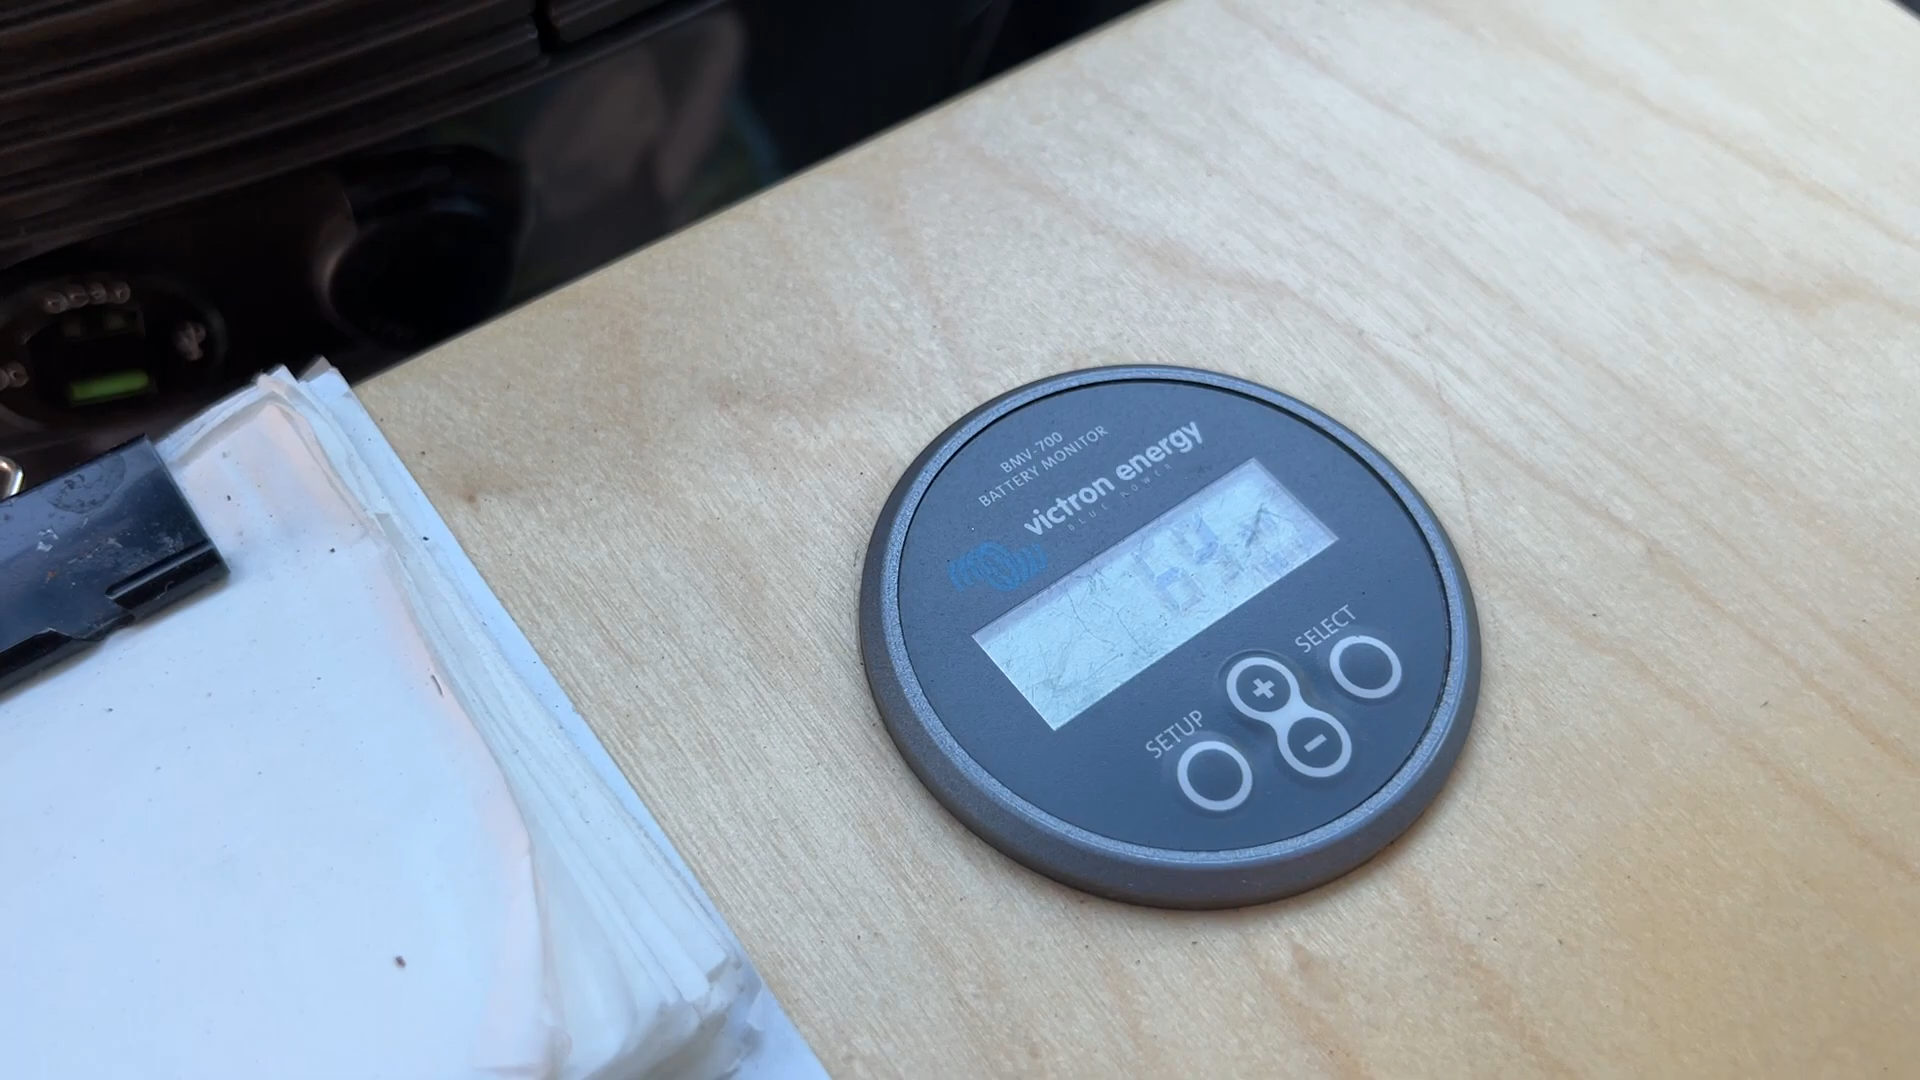 BMV-700
BATTERY MONITOR
victron energy
BLUE POWER
SELECT
+
-
SETUP